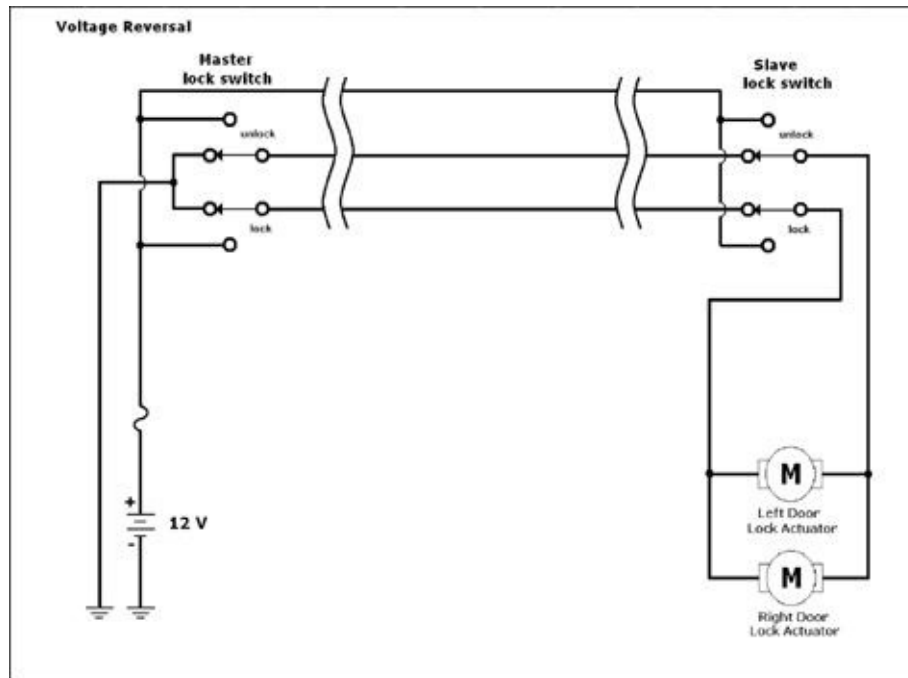 Voltage Reversal
Master
lock switch
Slave
lock switch
unlock
unlock
lock
lock
+
12 V
-
M
Left Door
Lock Actuator
M
Right Door
Lock Actuator